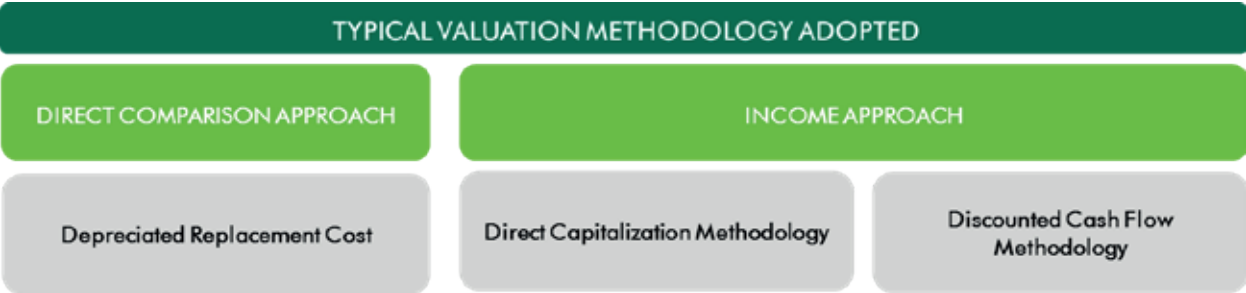 TYPICAL VALUATION METHODOLOGY ADOPTED
DIRECT COMPARISON APPROACH
INCOME APPROACH
Depreciated Replacement Cost
Direct Capitalization Methodology
Discounted Cash Flow
Methodology